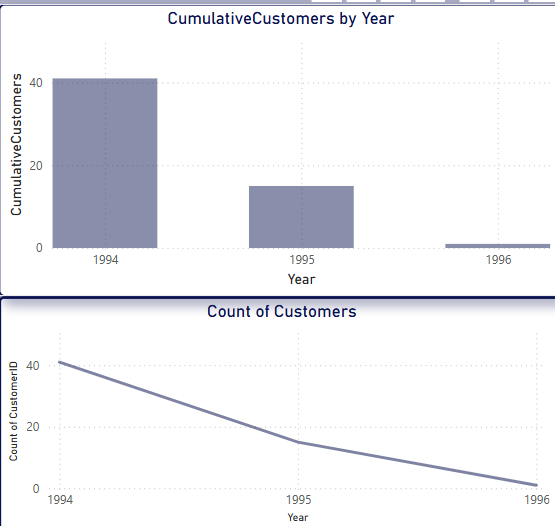 CumulativeCustomers by Year
CumulativeCustomers
40
20
0
1994 1995 1996
Year
Count of Customers
Count of CustomerID
40
20
0
1994 1995 1996
Year